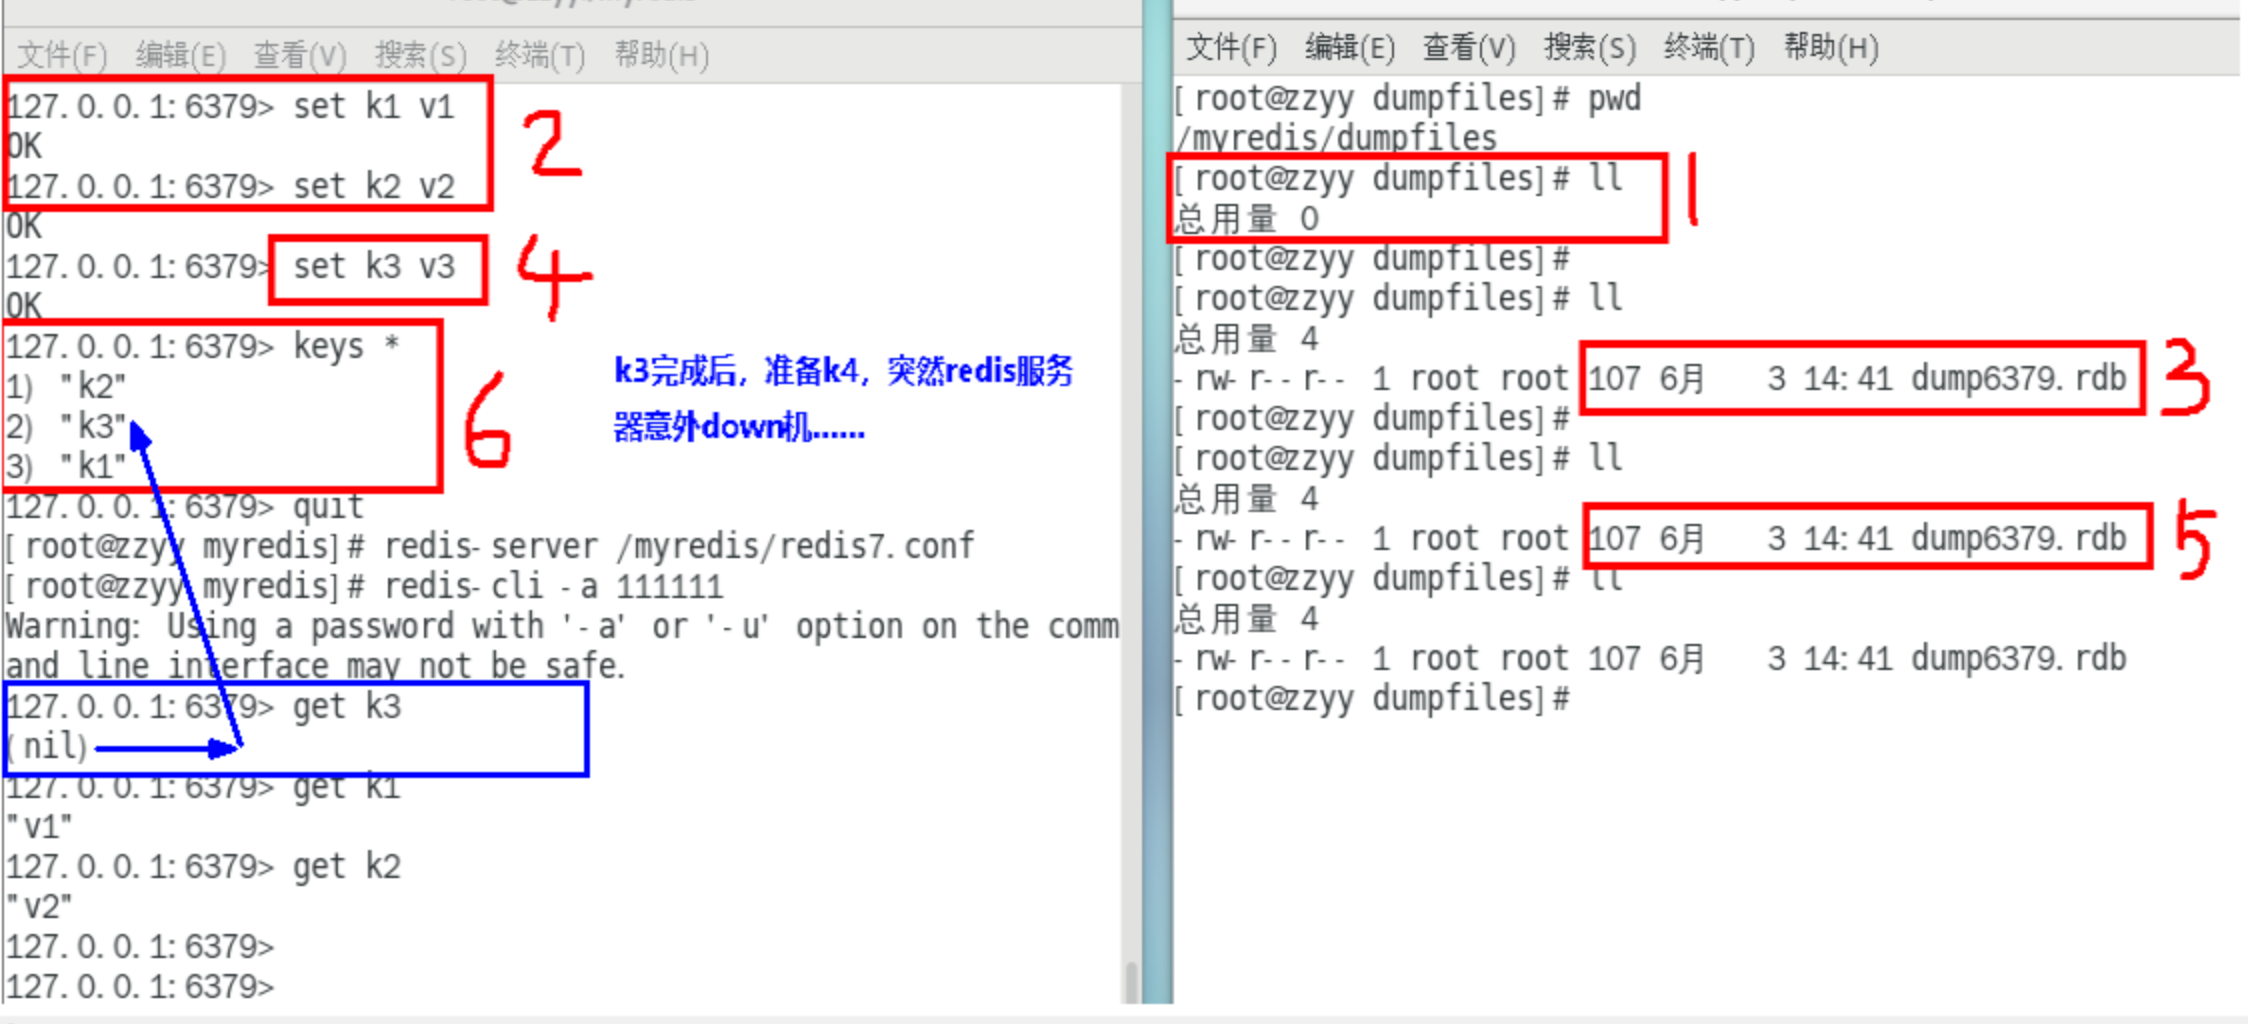 文件(F) 编辑(E) 查看(V) 搜索(S) 终端(T) 帮助(H)
127.0.0.1:6379> set k1 v1
OK
127.0.0.1:6379> set k2 v2
OK
127.0.0.1:6379> set k3 v3
OK
127.0.0.1:6379> keys *
1) "k2"
2) "k3"
3) "k1"
127.0.0.1:6379> quit
[root@zzyy myredis]# redis-server /myredis/redis7.conf
[root@zzyy myredis]# redis-cli -a 111111
Warning: Using a password with '-a' or '-u' option on the comm
and line interface may not be safe.
127.0.0.1:6379> get k3
(nil)
127.0.0.1:6379> get k1
"v1"
127.0.0.1:6379> get k2
"v2"
127.0.0.1:6379>
127.0.0.1:6379>
2
4
6
k3完成后，准备k4，突然redis服务
器意外down机......
文件(F) 编辑(E) 查看(V) 搜索(S) 终端(T) 帮助(H)
[root@zzyy dumpfiles]# pwd
/myredis/dumpfiles
[root@zzyy dumpfiles]# ll
总用量 0
[root@zzyy dumpfiles]#
[root@zzyy dumpfiles]# ll
总用量 4
-rw-r--r-- 1 root root 107 6月 3 14:41 dump6379.rdb
[root@zzyy dumpfiles]#
[root@zzyy dumpfiles]# ll
总用量 4
-rw-r--r-- 1 root root 107 6月 3 14:41 dump6379.rdb
[root@zzyy dumpfiles]# ll
总用量 4
-rw-r--r-- 1 root root 107 6月 3 14:41 dump6379.rdb
[root@zzyy dumpfiles]#
1
3
5